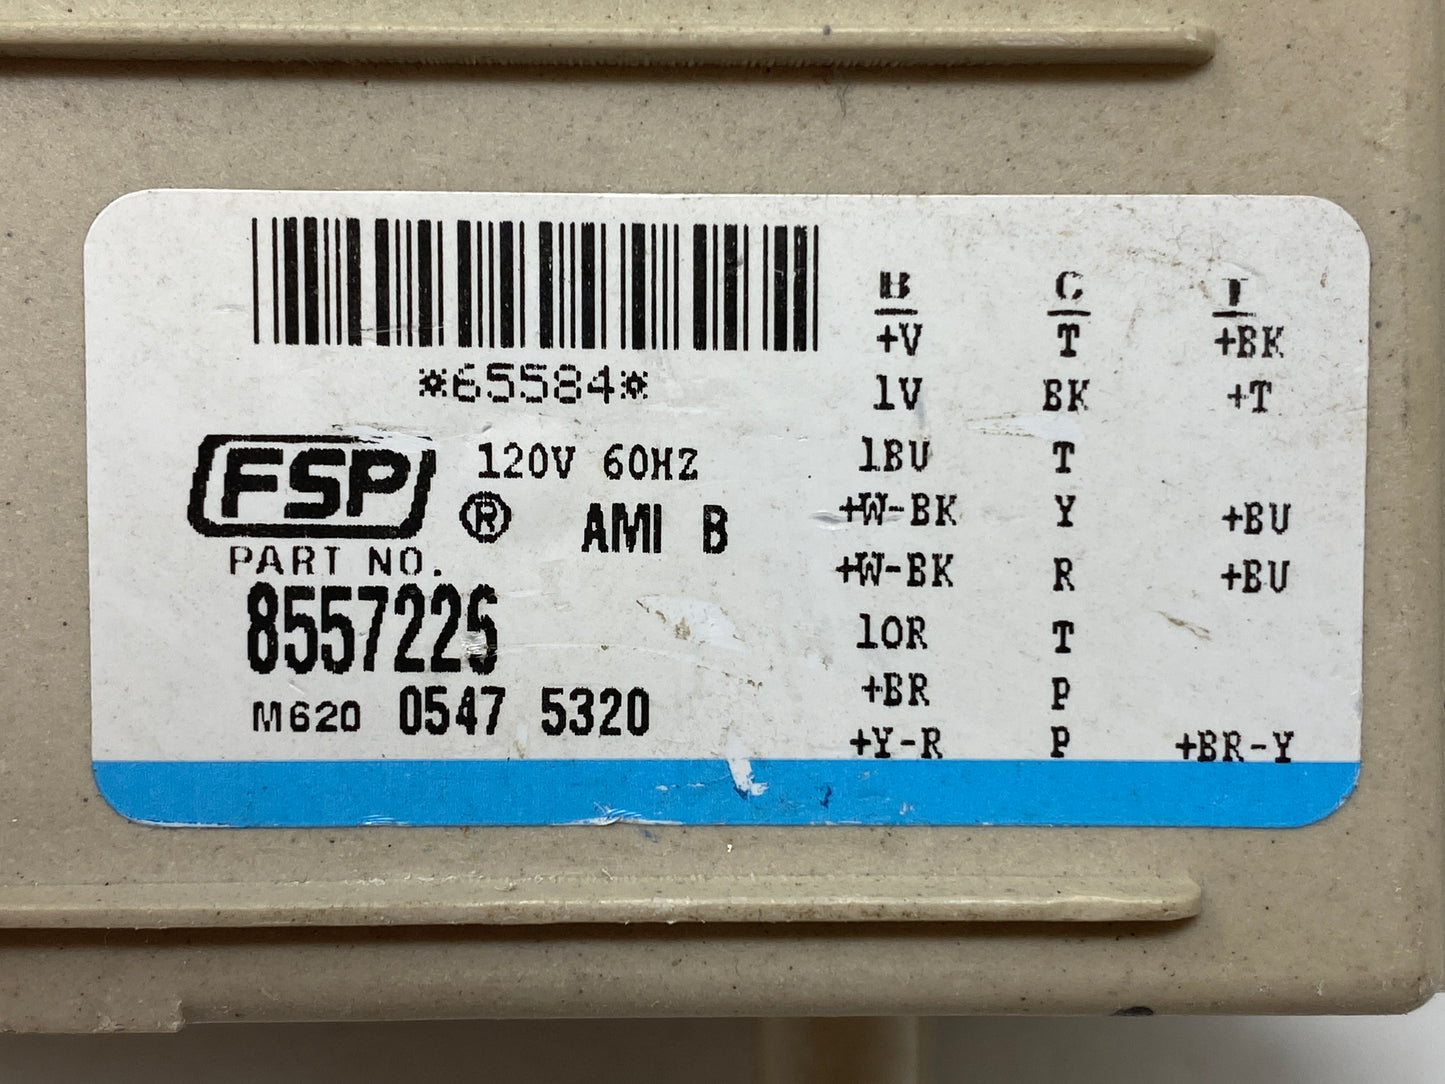 *65584*
FSP
®
120V 60HZ
AMI B
PART NO.
8557226
M620 0547 5320
B C T
+V T +BK
1V BK +T
1BU T
+W-BK Y +BU
+W-BK R +BU
1OR T
+BR P
+Y-R P +BR-Y